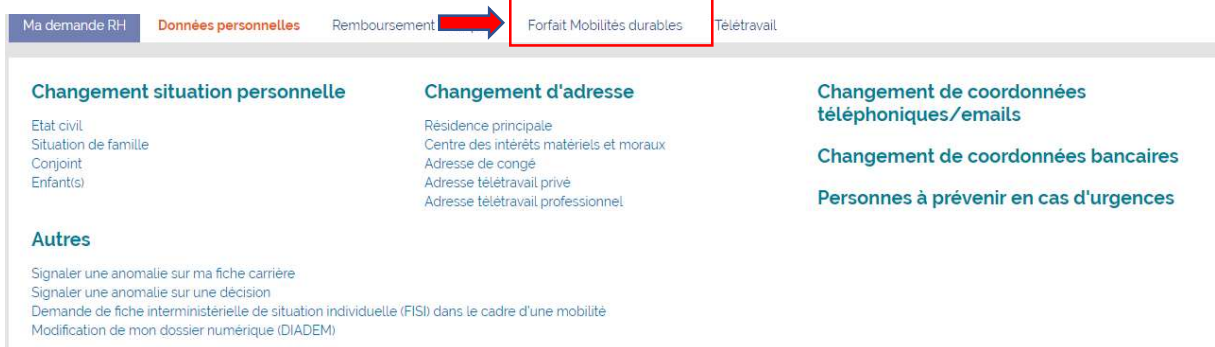 Ma demande RH Données personnelles Remboursement Forfait Mobilités durables Télétravail
Changement situation personnelle
Etat civil
Situation de famille
Conjoint
Enfant(s)
Changement d'adresse
Résidence principale
Centre des intérêts matériels et moraux
Adresse de congé
Adresse télétravail privé
Adresse télétravail professionnel
Changement de coordonnées
téléphoniques/emails
Changement de coordonnées bancaires
Personnes à prévenir en cas d'urgences
Autres
Signaler une anomalie sur ma fiche carrière
Signaler une anomalie sur une décision
Demande de fiche interministérielle de situation individuelle (FISI) dans le cadre d'une mobilité
Modification de mon dossier numérique (DIADEM)